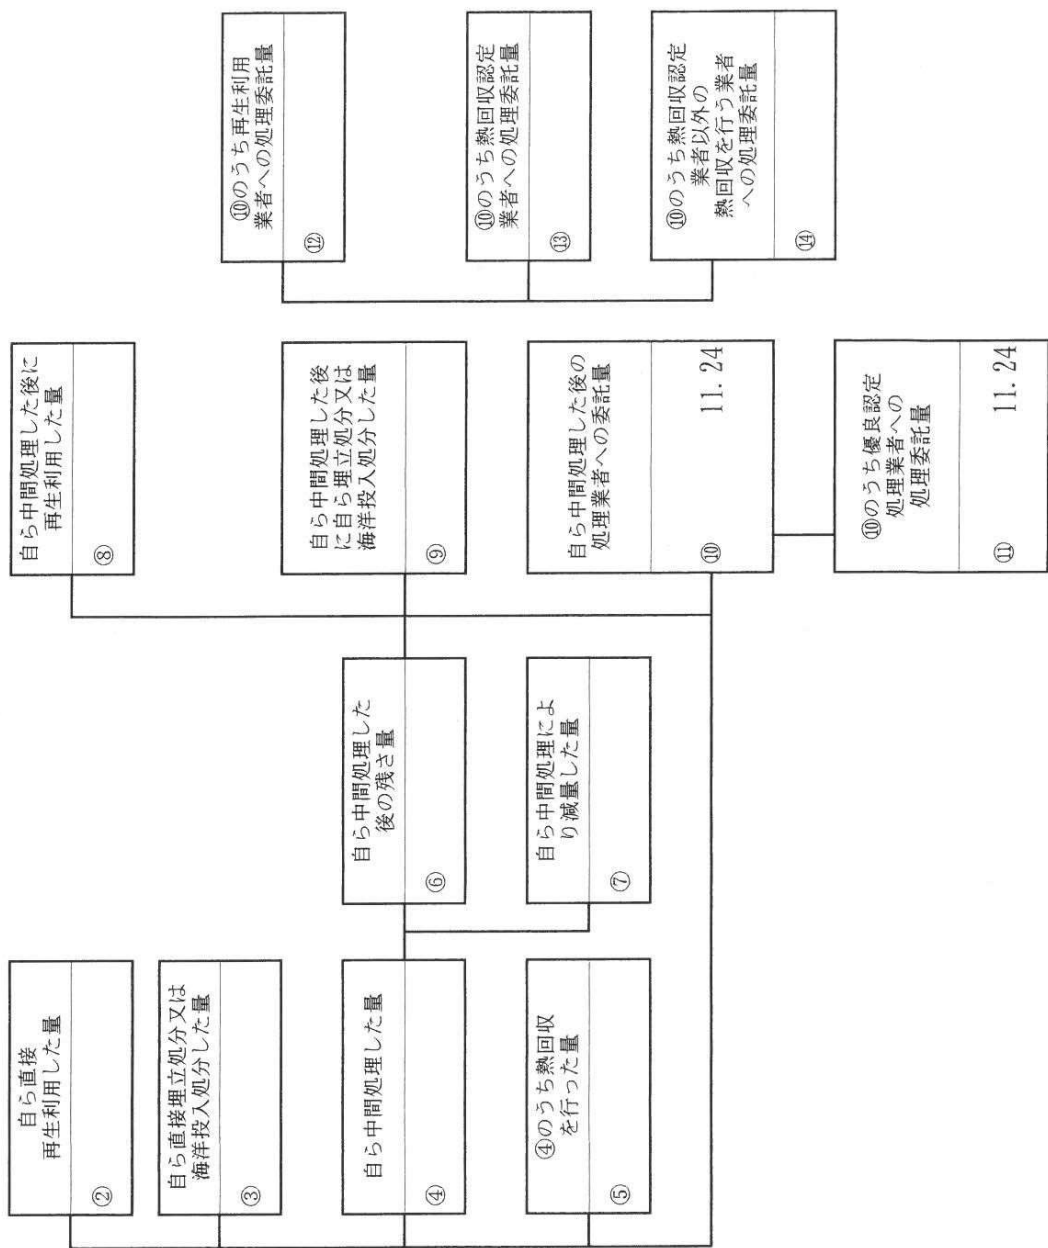 自ら直接
再生利用した量
②
自ら直接埋立処分又は
海洋投入処分した量
③
自ら中間処理した量
④
④のうち熱回収
を行った量
⑤
自ら中間処理した
後の残さ量
⑥
自ら中間処理によ
り減量した量
⑦
自ら中間処理した後に
再生利用した量
⑧
自ら中間処理した後
に自ら埋立処分又は
海洋投入処分した量
⑨
自ら中間処理した後の
処理業者への委託量
⑩ 11.24
⑩のうち優良認定
処理業者への
処理委託量
⑪ 11.24
⑩のうち再生利用
業者への処理委託量
⑫
⑩のうち熱回収認定
業者への処理委託量
⑬
⑩のうち熱回収認定
業者以外の
熱回収を行う業者
への処理委託量
⑭